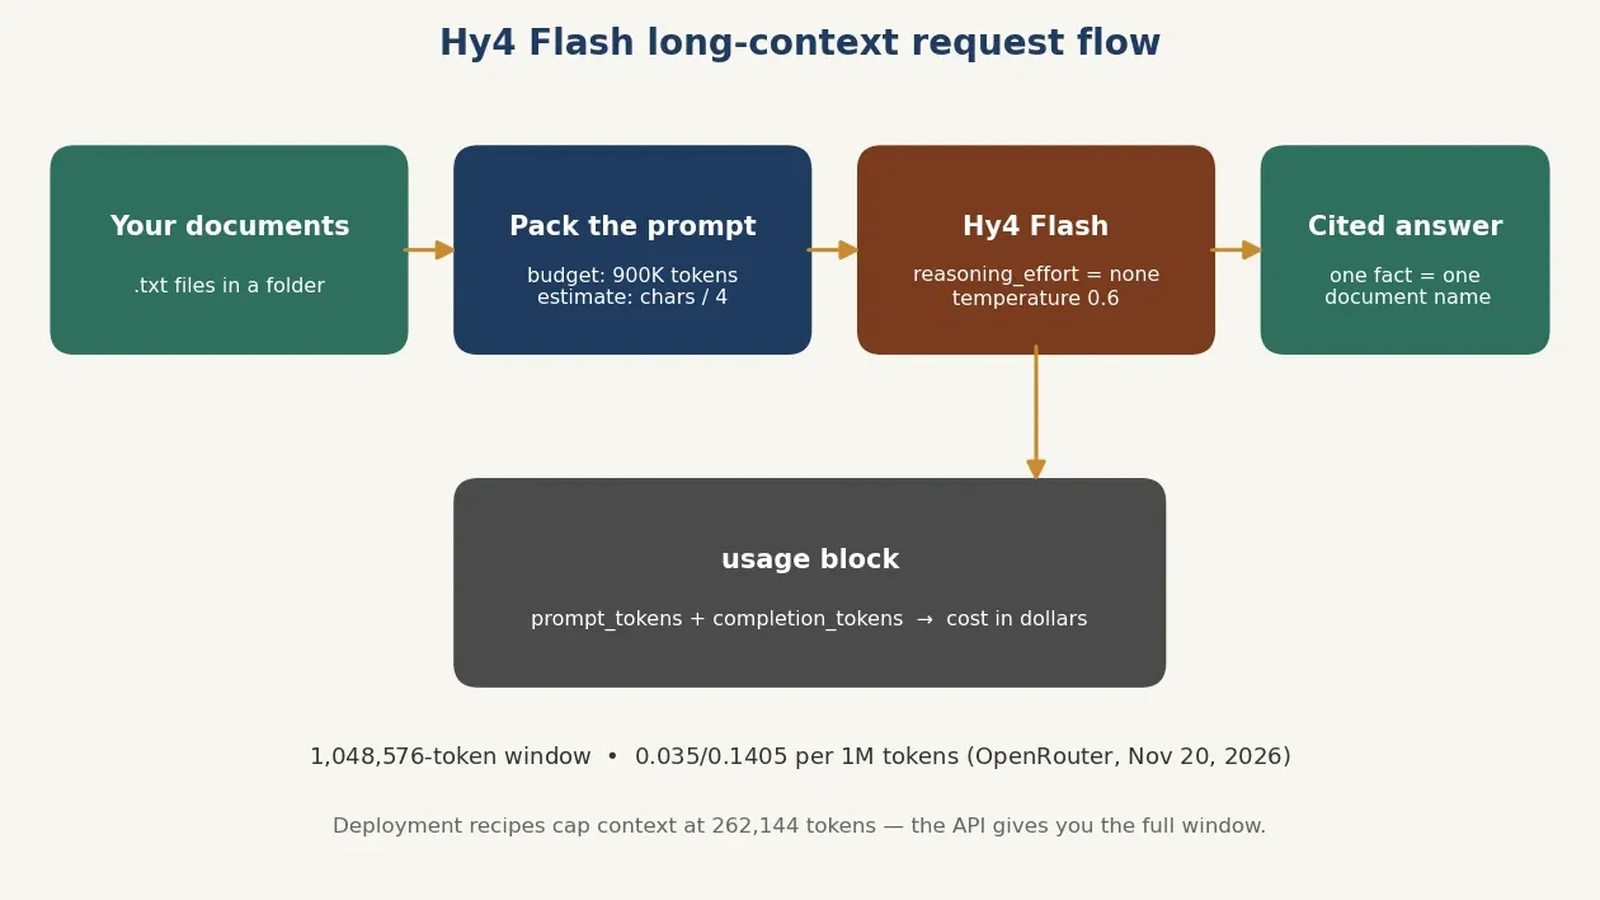 Hy4 Flash long-context request flow
Your documents
.txt files in a folder
Pack the prompt
budget: 900K tokens
estimate: chars / 4
Hy4 Flash
reasoning_effort = none
temperature 0.6
Cited answer
one fact = one
document name
usage block
prompt_tokens + completion_tokens → cost in dollars
1,048,576-token window • 0.035/0.1405 per 1M tokens (OpenRouter, Nov 20, 2026)
Deployment recipes cap context at 262,144 tokens — the API gives you the full window.